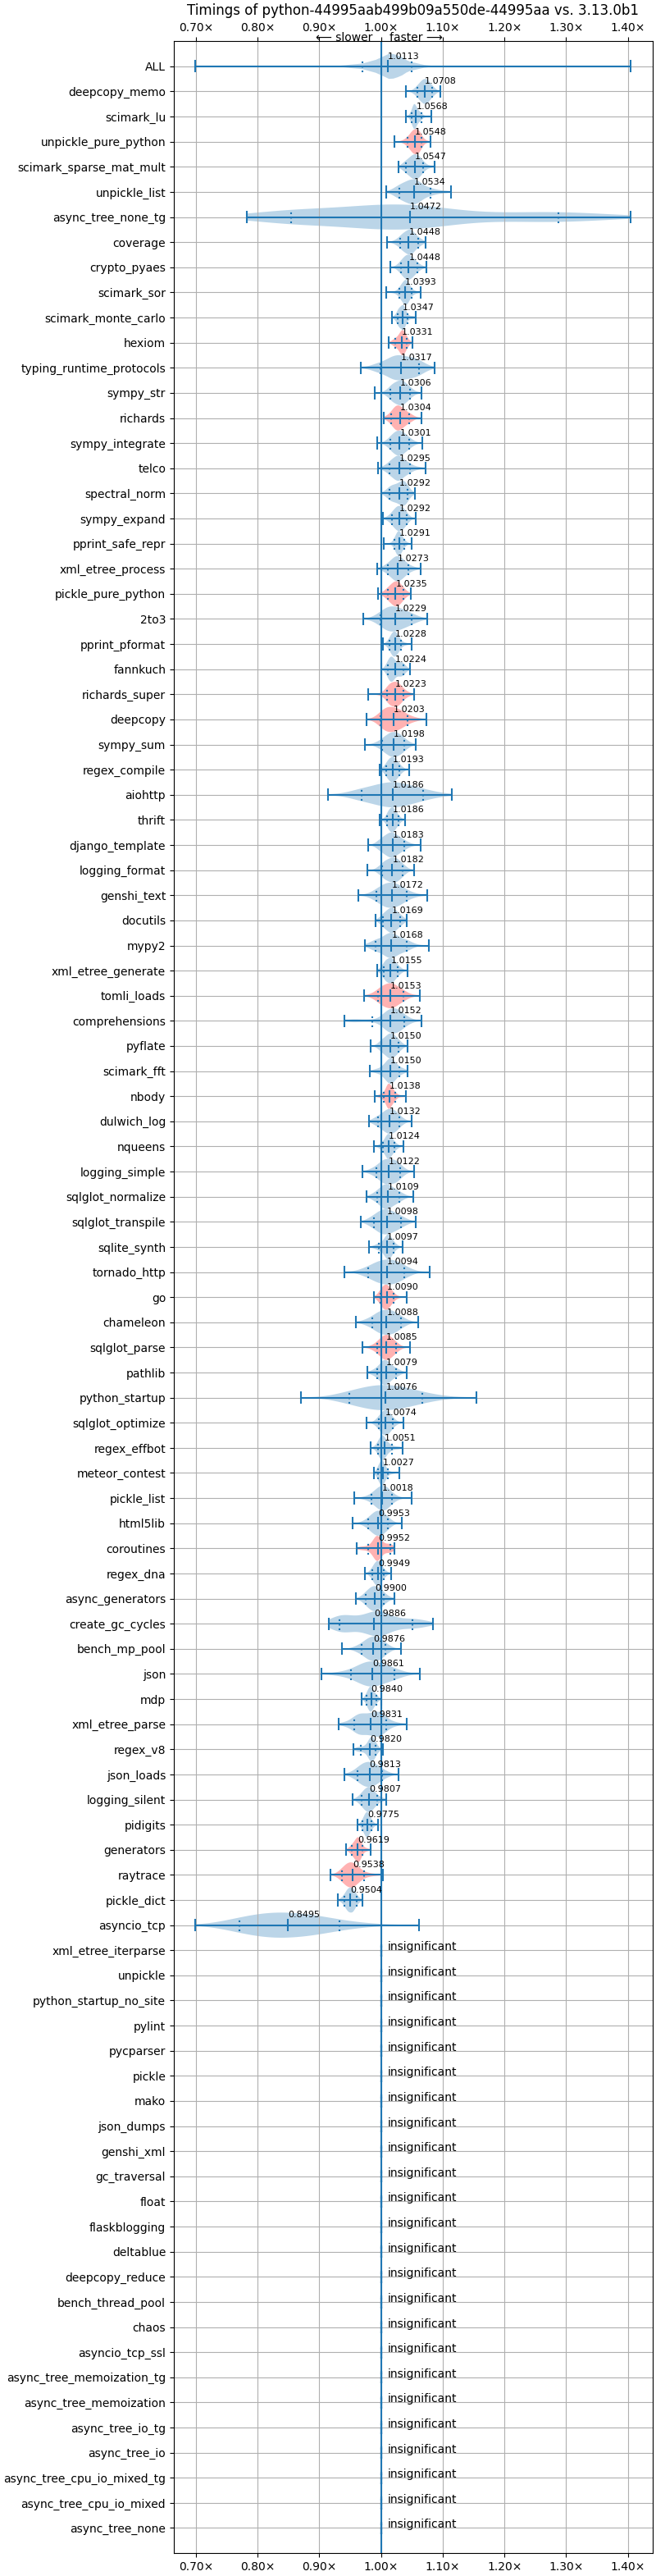 Timings of python-44995aab499b09a550de-44995aa vs. 3.13.0b1
0.70× 0.80× 0.90× 1.00× 1.10× 1.20× 1.30× 1.40×
⟵ slower faster ⟶
ALL 1.0113
deepcopy_memo 1.0708
scimark_lu 1.0568
unpickle_pure_python 1.0548
scimark_sparse_mat_mult 1.0547
unpickle_list 1.0534
async_tree_none_tg 1.0472
coverage 1.0448
crypto_pyaes 1.0448
scimark_sor 1.0393
scimark_monte_carlo 1.0347
hexiom 1.0331
typing_runtime_protocols 1.0317
sympy_str 1.0306
richards 1.0304
sympy_integrate 1.0301
telco 1.0295
spectral_norm 1.0292
sympy_expand 1.0292
pprint_safe_repr 1.0291
xml_etree_process 1.0273
pickle_pure_python 1.0235
2to3 1.0229
pprint_pformat 1.0228
fannkuch 1.0224
richards_super 1.0223
deepcopy 1.0203
sympy_sum 1.0198
regex_compile 1.0193
aiohttp 1.0186
thrift 1.0186
django_template 1.0183
logging_format 1.0182
genshi_text 1.0172
docutils 1.0169
mypy2 1.0168
xml_etree_generate 1.0155
tomli_loads 1.0153
comprehensions 1.0152
pyflate 1.0150
scimark_fft 1.0150
nbody 1.0138
dulwich_log 1.0132
nqueens 1.0124
logging_simple 1.0122
sqlglot_normalize 1.0109
sqlglot_transpile 1.0098
sqlite_synth 1.0097
tornado_http 1.0094
go 1.0090
chameleon 1.0088
sqlglot_parse 1.0085
pathlib 1.0079
python_startup 1.0076
sqlglot_optimize 1.0074
regex_effbot 1.0051
meteor_contest 1.0027
pickle_list 1.0018
html5lib 0.9953
coroutines 0.9952
regex_dna 0.9949
async_generators 0.9900
create_gc_cycles 0.9886
bench_mp_pool 0.9876
json 0.9861
mdp 0.9840
xml_etree_parse 0.9831
regex_v8 0.9820
json_loads 0.9813
logging_silent 0.9807
pidigits 0.9775
generators 0.9619
raytrace 0.9538
pickle_dict 0.9504
asyncio_tcp 0.8495
xml_etree_iterparse insignificant
unpickle insignificant
python_startup_no_site insignificant
pylint insignificant
pycparser insignificant
pickle insignificant
mako insignificant
json_dumps insignificant
genshi_xml insignificant
gc_traversal insignificant
float insignificant
flaskblogging insignificant
deltablue insignificant
deepcopy_reduce insignificant
bench_thread_pool insignificant
chaos insignificant
asyncio_tcp_ssl insignificant
async_tree_memoization_tg insignificant
async_tree_memoization insignificant
async_tree_io_tg insignificant
async_tree_io insignificant
async_tree_cpu_io_mixed_tg insignificant
async_tree_cpu_io_mixed insignificant
async_tree_none insignificant
0.70× 0.80× 0.90× 1.00× 1.10× 1.20× 1.30× 1.40×